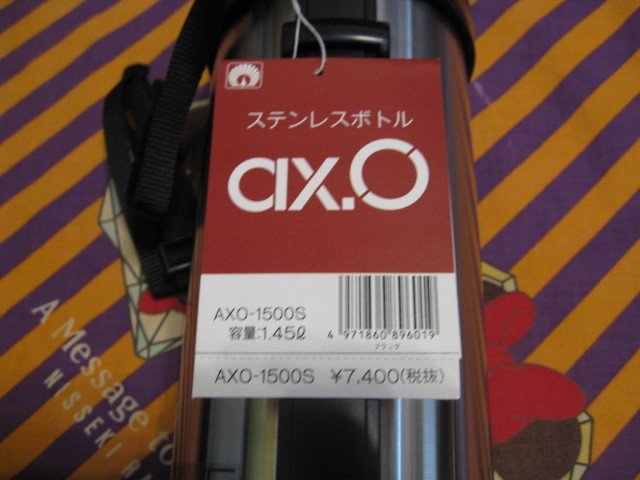 ステンレスボトル
ax.O
AXO-1500S
容量:1.45ℓ
4 971860 896019
ブラック
AXO-1500S ¥7,400(税抜)
A Message to
NISSEKI